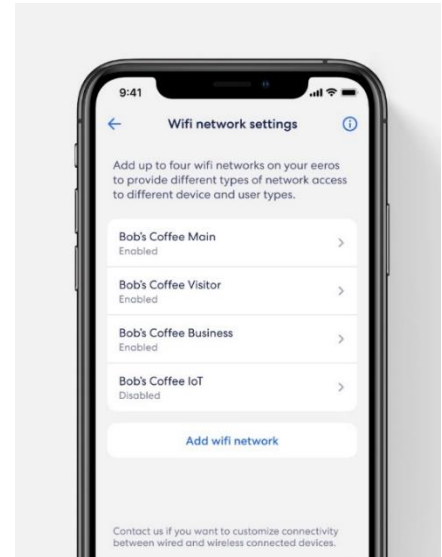 9:41
Wifi network settings
Add up to four wifi networks on your eeros
to provide different types of network access
to different device and user types.
Bob's Coffee Main
Enabled
Bob's Coffee Visitor
Enabled
Bob's Coffee Business
Enabled
Bob's Coffee IoT
Disabled
Add wifi network
Contact us if you want to customize connectivity
between wired and wireless connected devices.